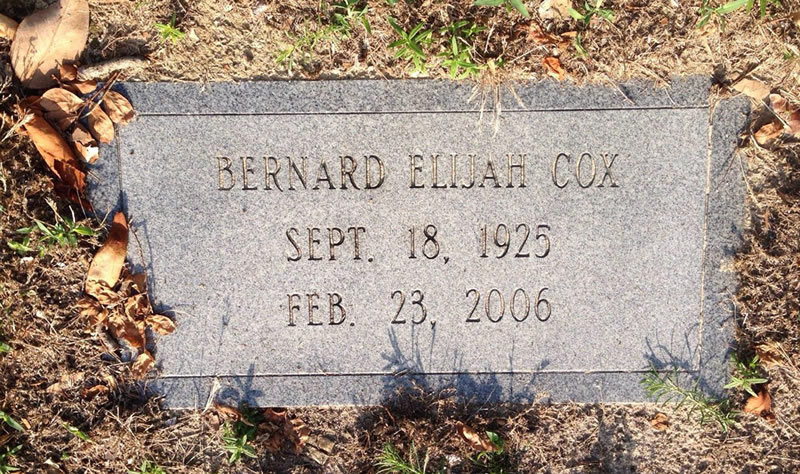 BERNARD ELIJAH COX
SEPT. 18, 1925
FEB. 23, 2006